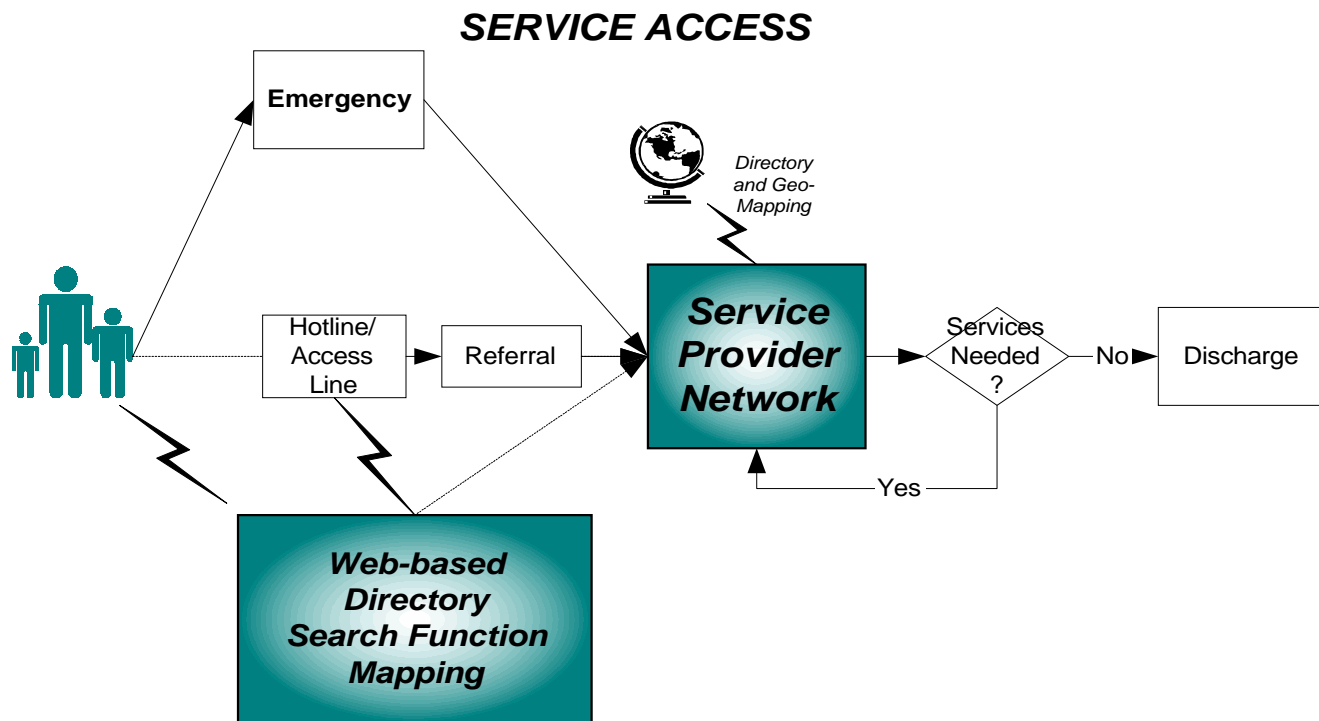 SERVICE ACCESS
Emergency
Directory
and Geo-
Mapping
Hotline/
Access
Line
Referral
Service
Provider
Network
Services
Needed
?
No
Discharge
Yes
Web-based
Directory
Search Function
Mapping